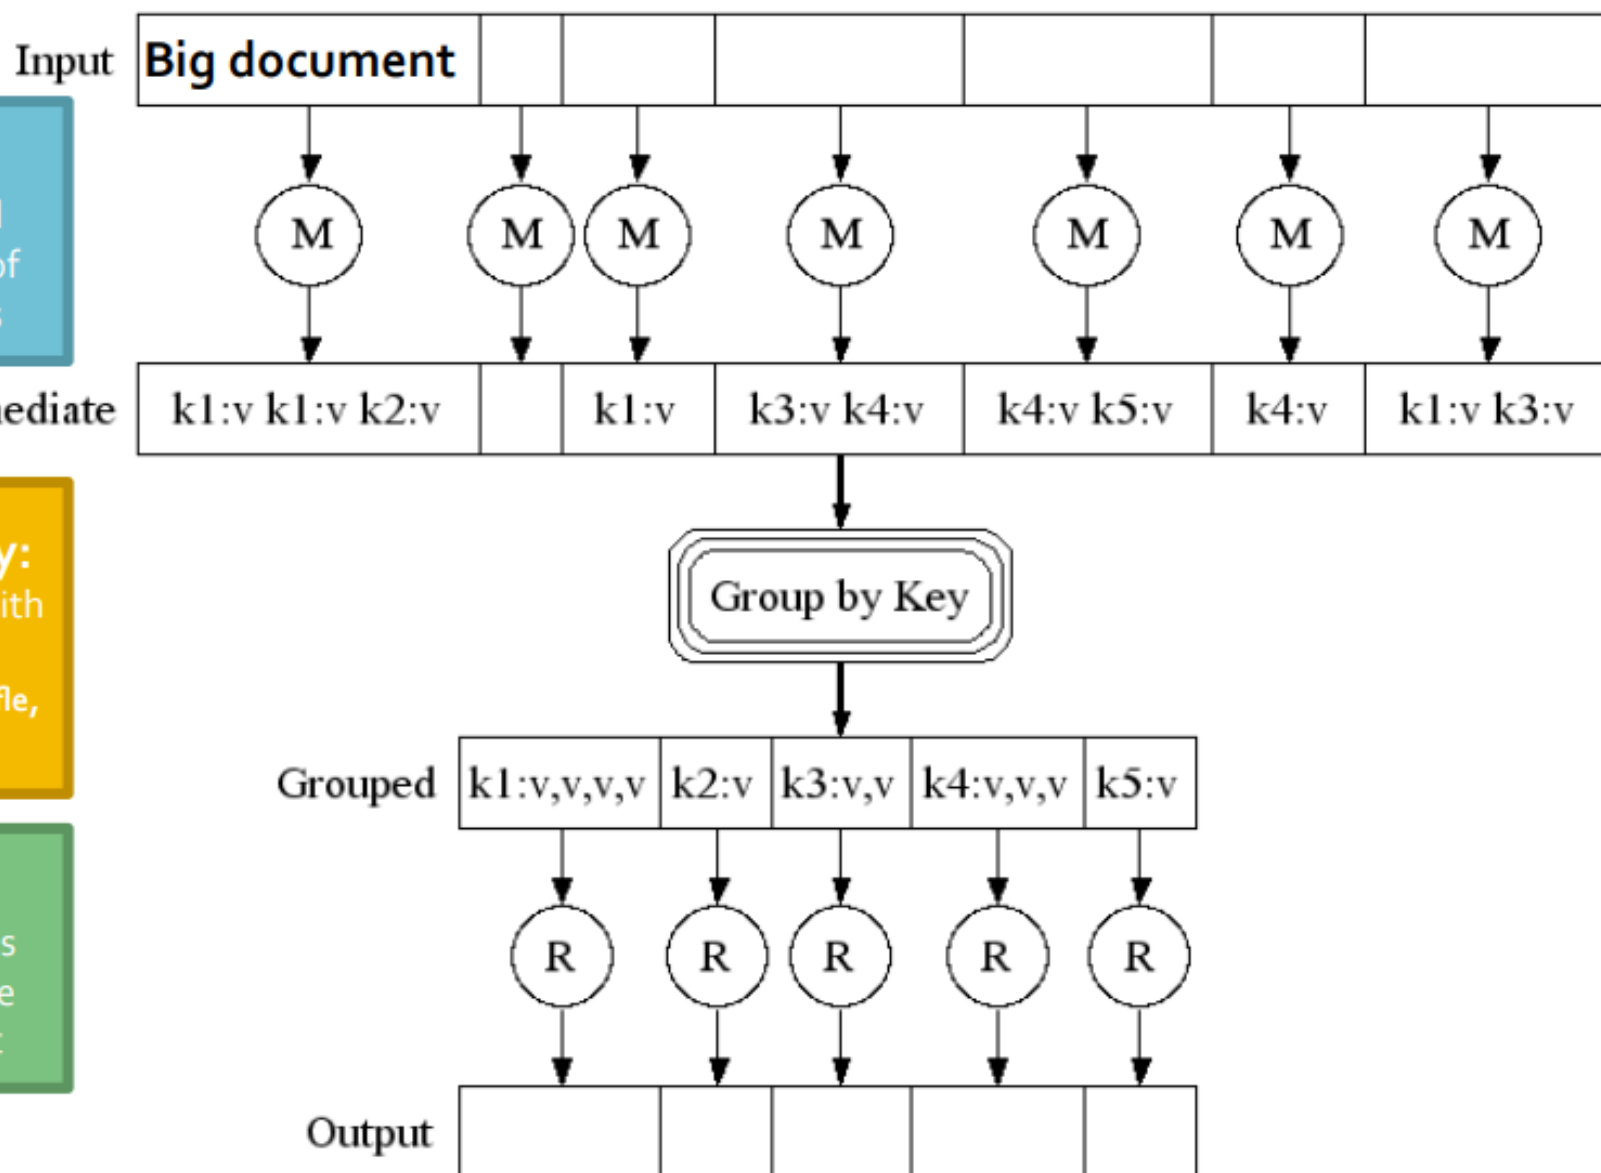 Input Big document
of
M M M M M M M
k1:v k1:v k2:v k1:v k3:v k4:v k4:v k5:v k4:v k1:v k3:v
Group by Key
Grouped k1:v,v,v,v k2:v k3:v,v k4:v,v,v k5:v
R R R R R
Output